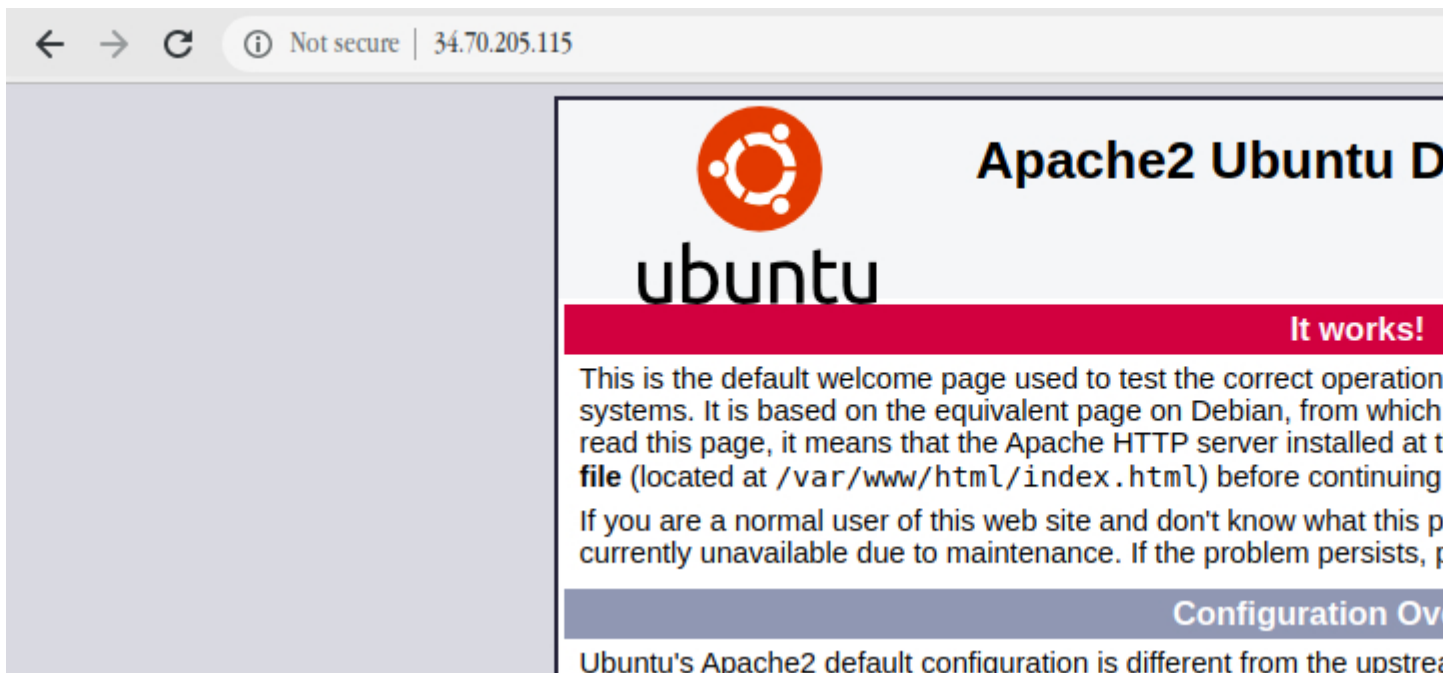 Not secure | 34.70.205.115
Apache2 Ubuntu D
ubuntu
It works!
This is the default welcome page used to test the correct operation
systems. It is based on the equivalent page on Debian, from which
read this page, it means that the Apache HTTP server installed at t
file (located at /var/www/html/index.html) before continuing
If you are a normal user of this web site and don't know what this p
currently unavailable due to maintenance. If the problem persists, p
Configuration Ove
Ubuntu's Apache2 default configuration is different from the upstrea